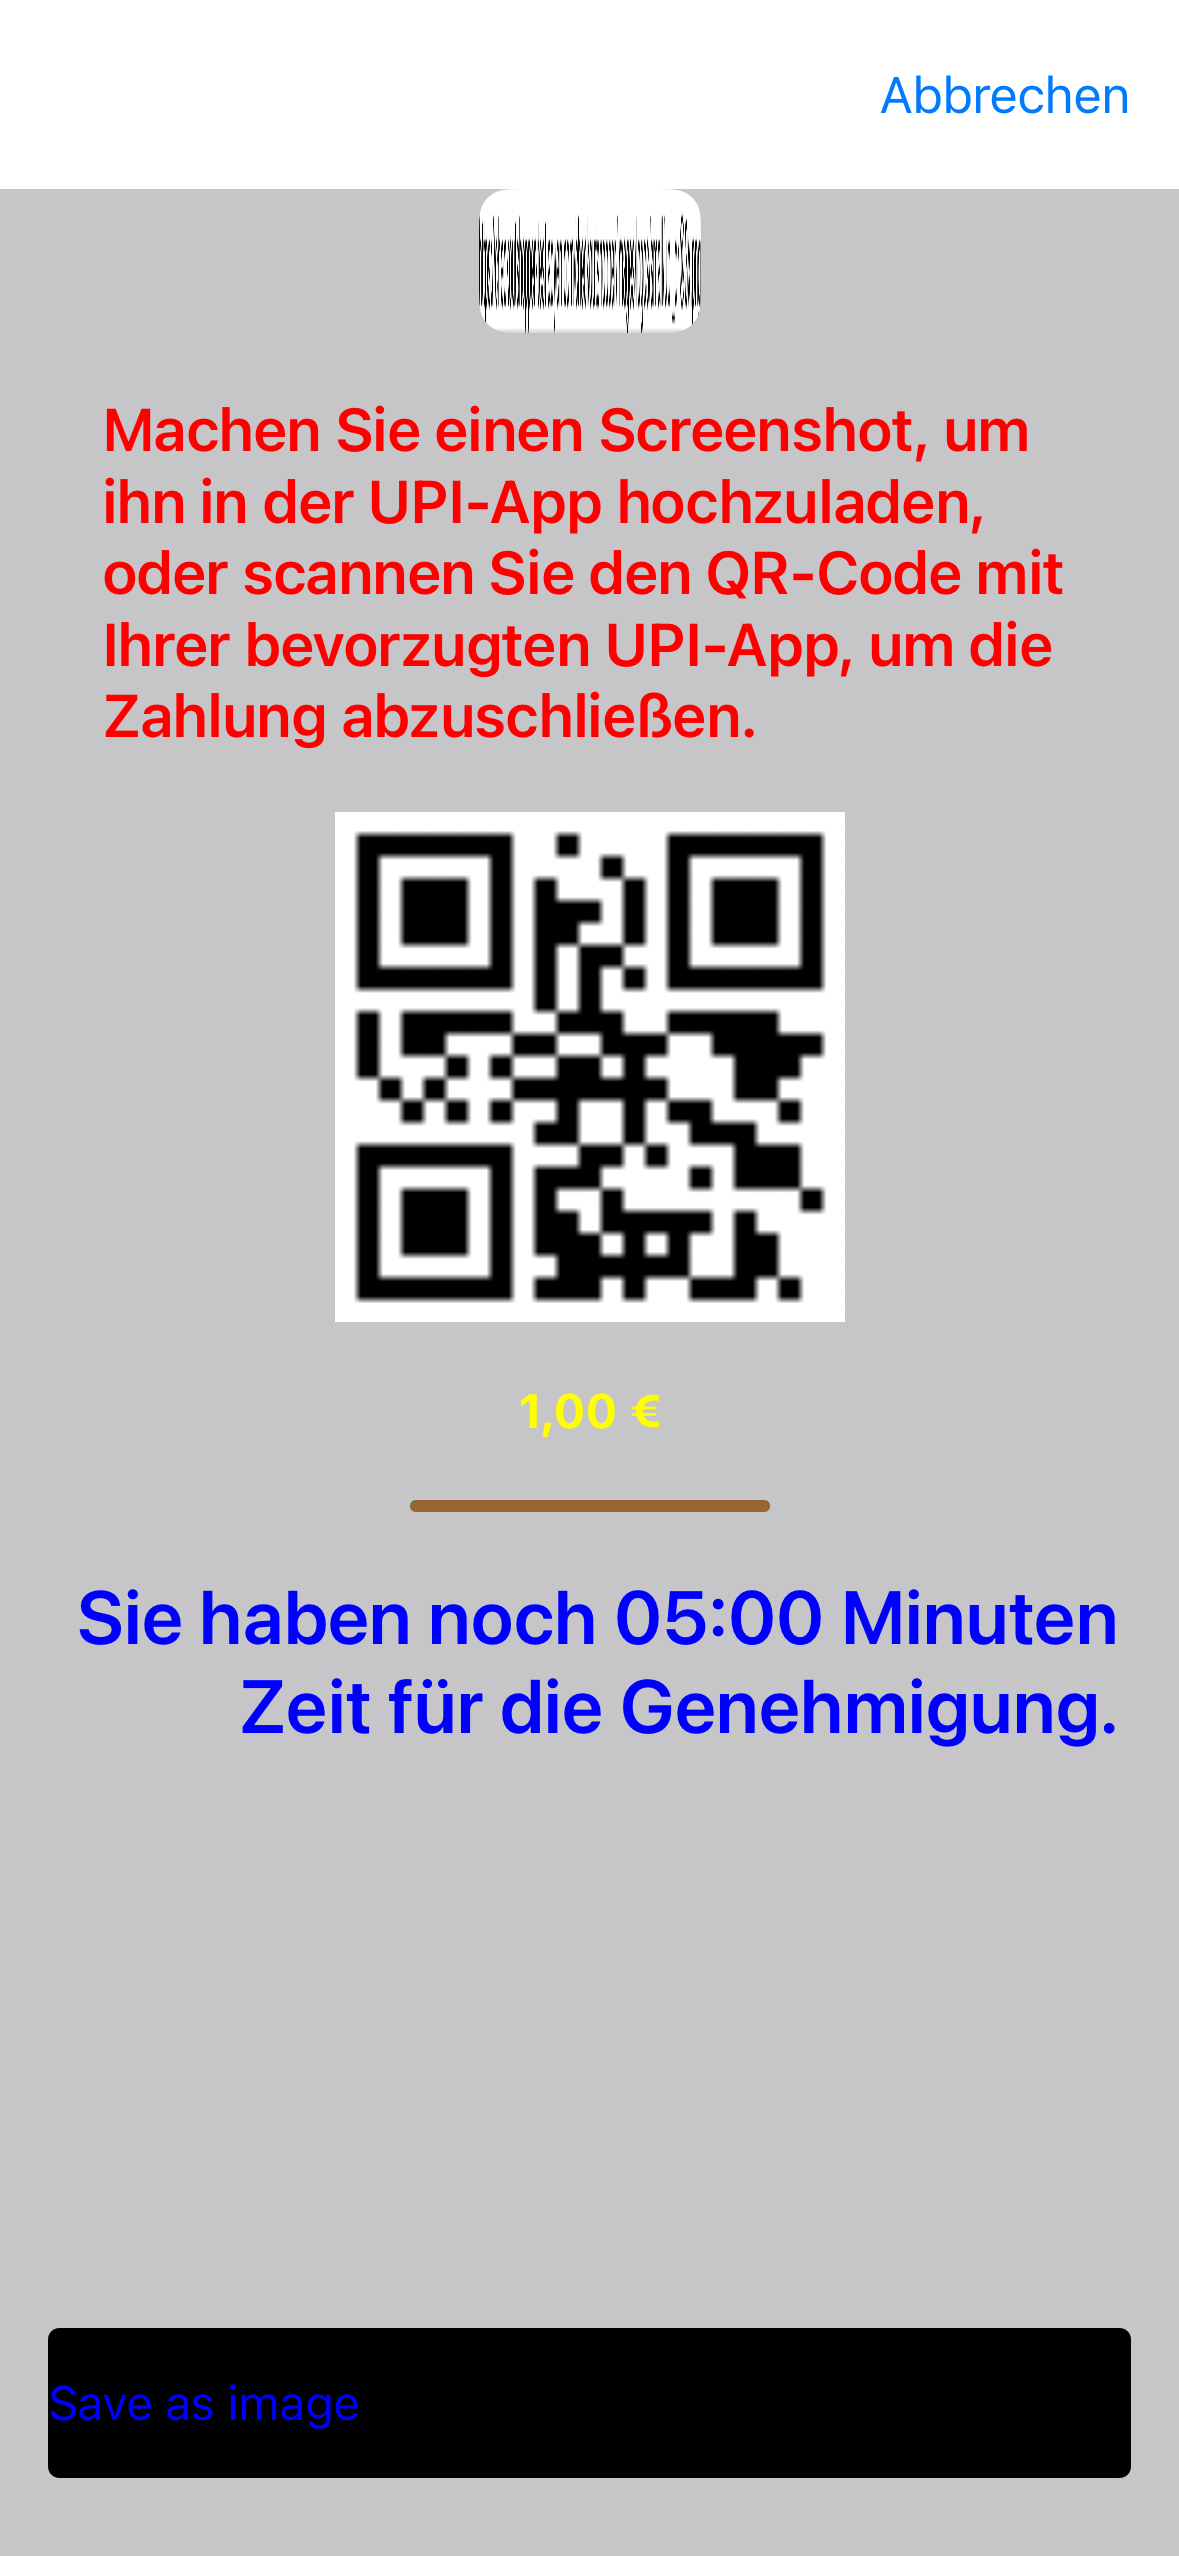 Abbrechen
Machen Sie einen Screenshot, um
ihn in der UPI-App hochzuladen,
oder scannen Sie den QR-Code mit
Ihrer bevorzugten UPI-App, um die
Zahlung abzuschließen.
1,00 €
Sie haben noch 05:00 Minuten
Zeit für die Genehmigung.
Save as image